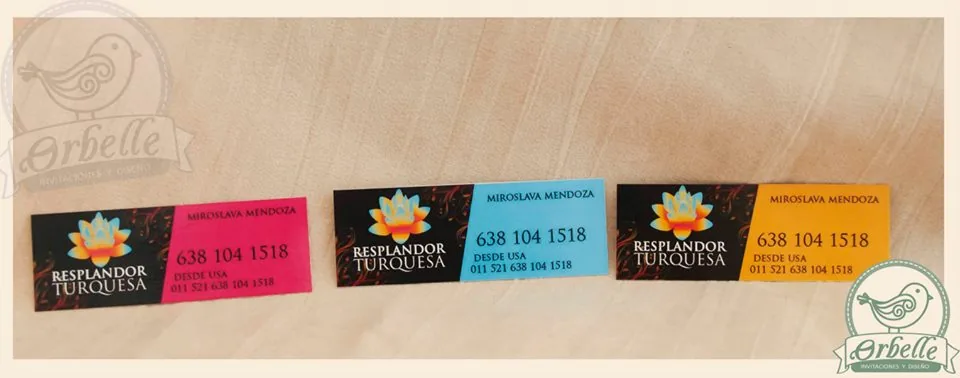 Orbelle
INVITACIONES Y DISEÑO
MIROSLAVA MENDOZA
638 104 1518
DESDE USA
011 521 638 104 1518
RESPLANDOR
TURQUESA
MIROSLAVA MENDOZA
638 104 1518
DESDE USA
011 521 638 104 1518
RESPLANDOR
TURQUESA
MIROSLAVA MENDOZA
638 104 1518
DESDE USA
011 521 638 104 1518
RESPLANDOR
TURQUESA
Orbelle
INVITACIONES Y DISEÑO